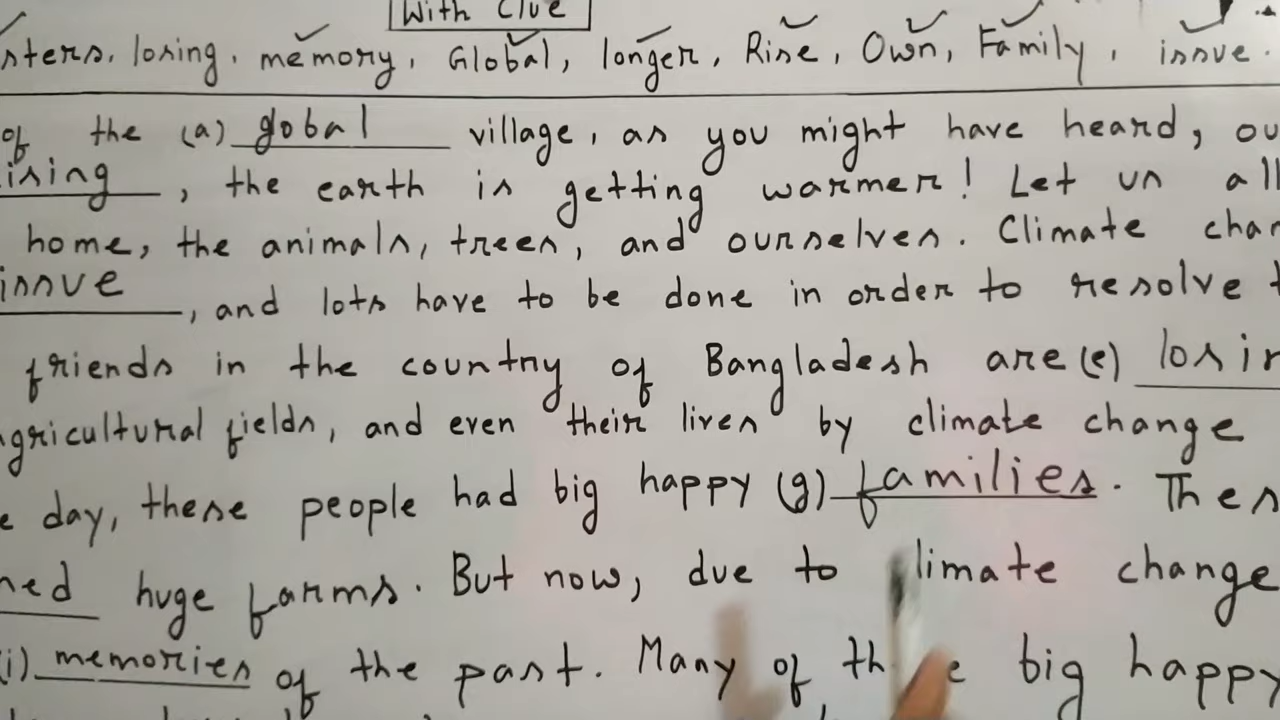 With Clue
sters, losing, memory, Global, longer, Rise, Own, Family, issue.
of the (a) gobal village, as you might have heard, ou
ising, the earth is getting warmer! Let us all
home, the animals, trees, and ourselves. Climate chan
issue, and lots have to be done in order to resolve t
friends in the country of Bangladesh are (e) losin
agricultural fields, and even their lives by climate change
e day, these people had big happy (g) families. Thes
ned huge farms. But now, due to climate change
(i) memories of the past. Many of the big happy